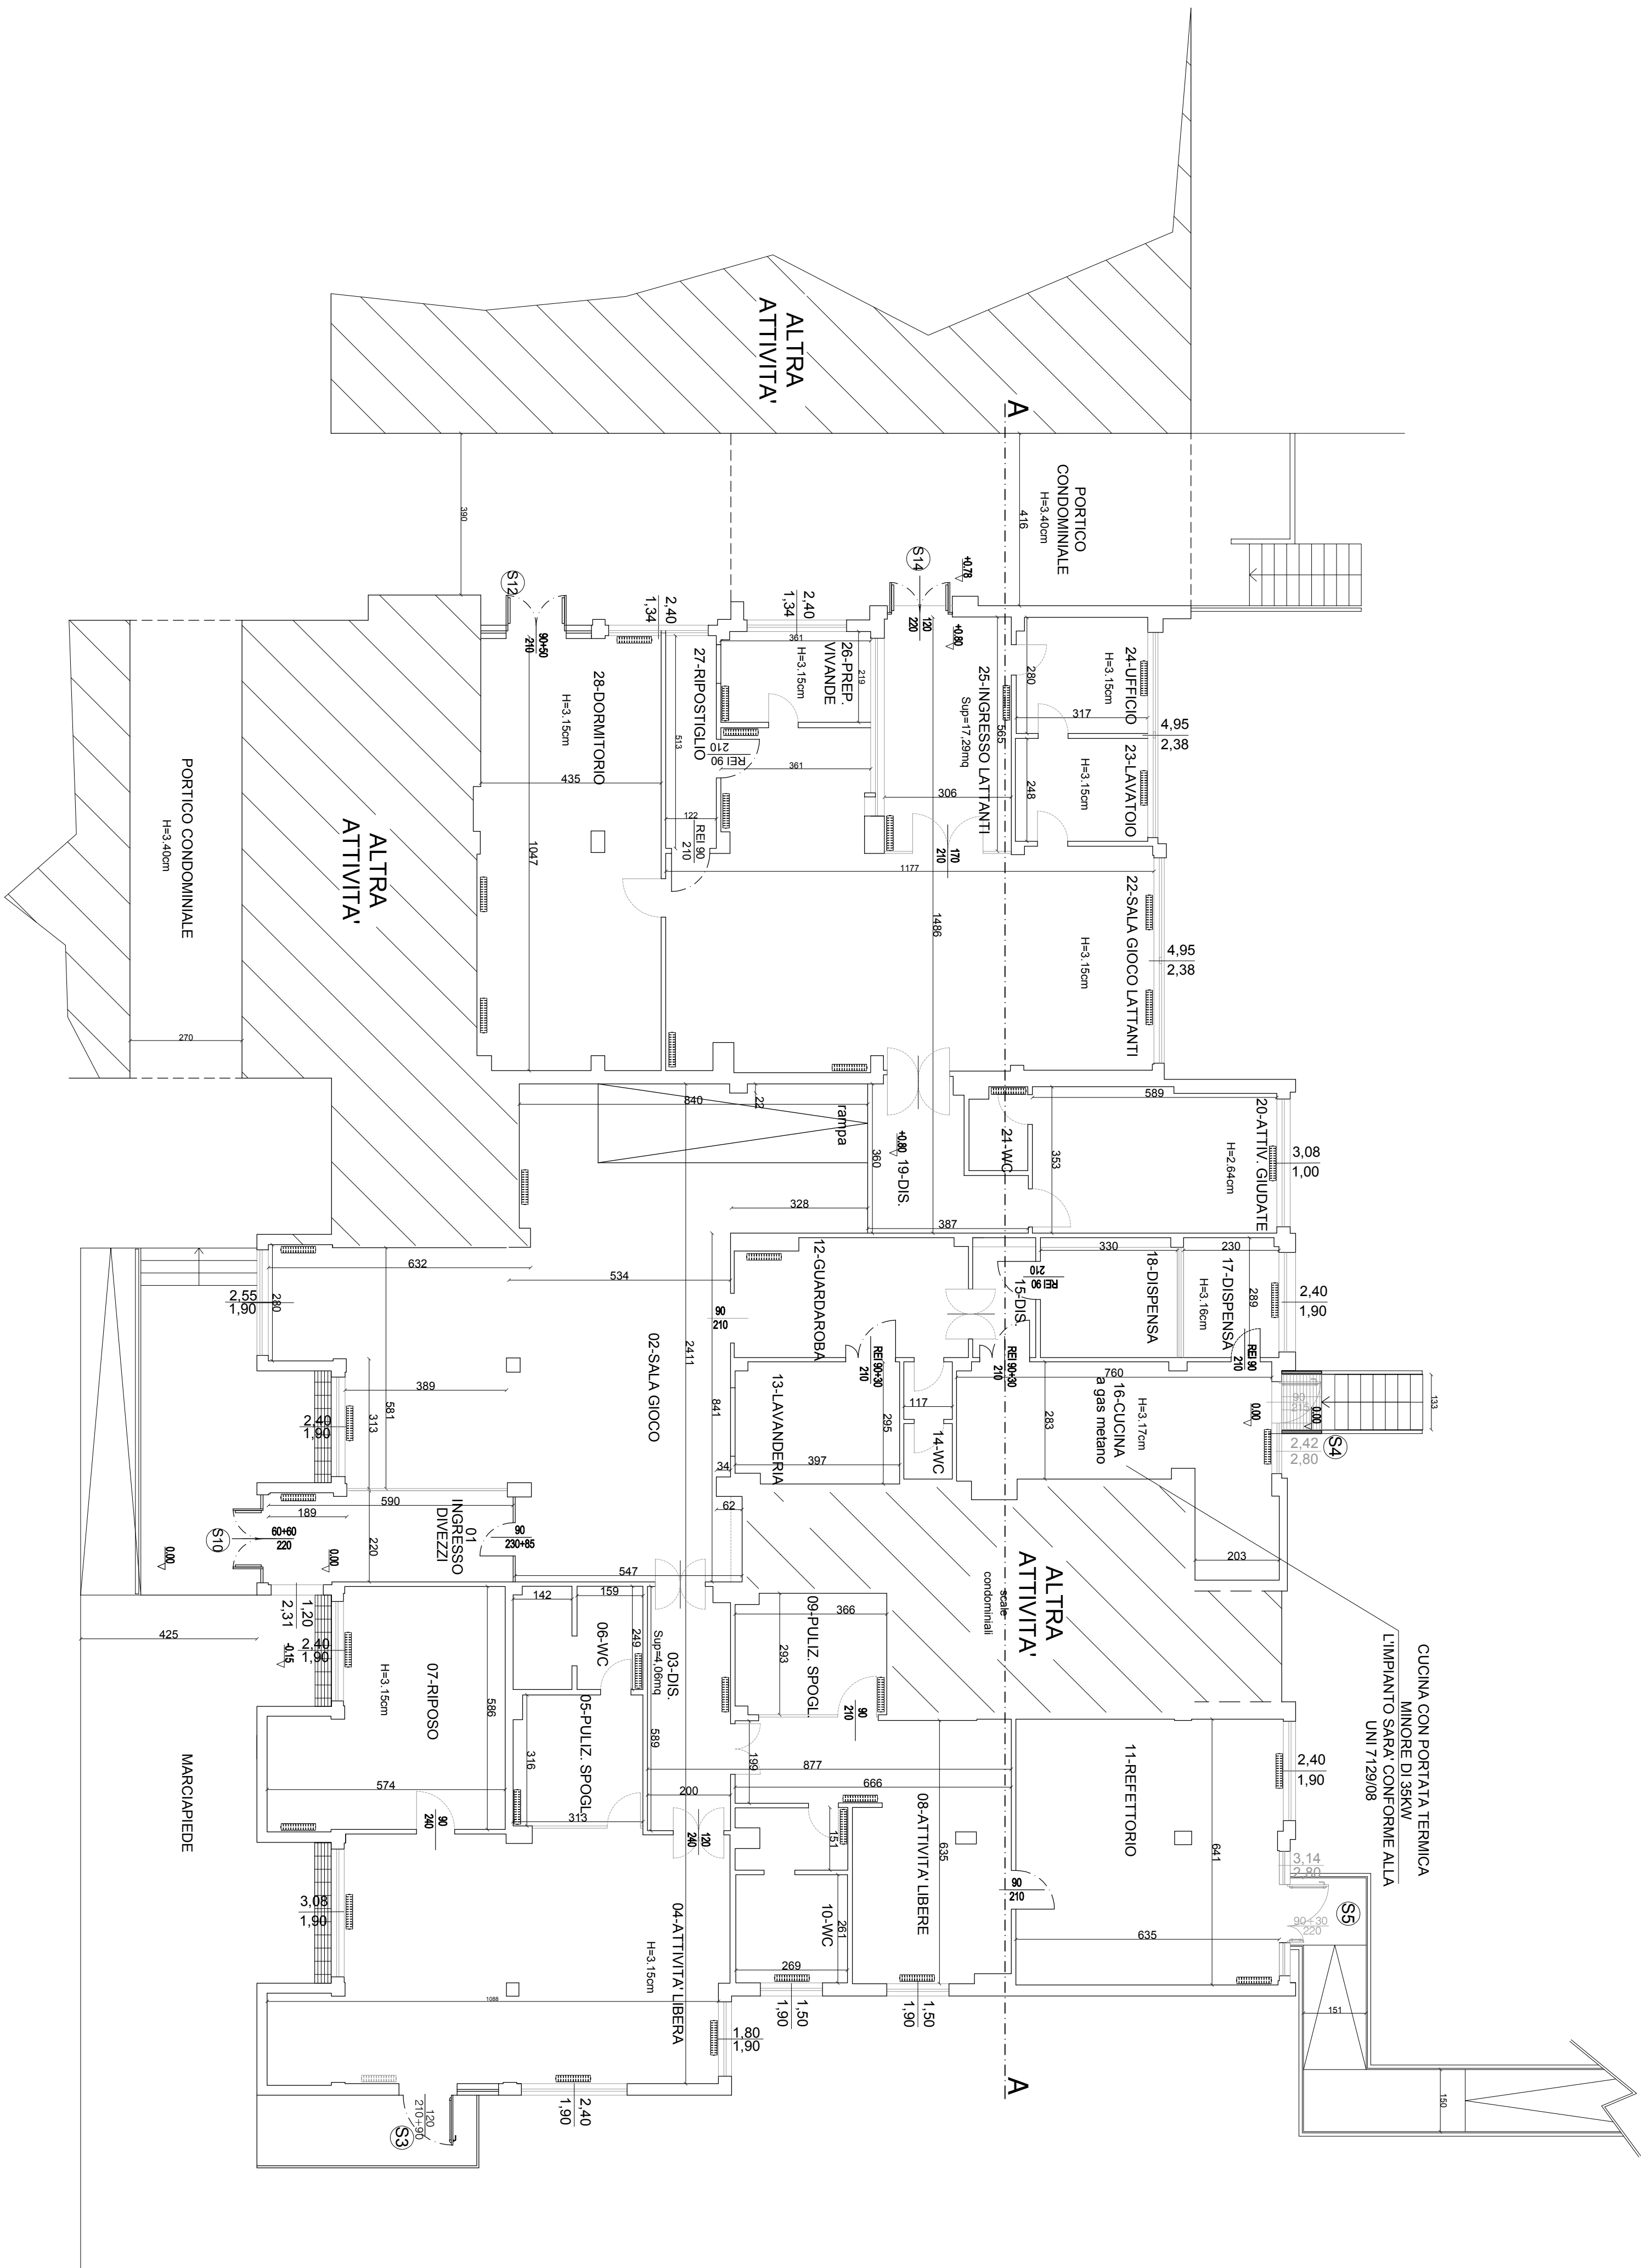 ALTRA
ATTIVITA'
A
PORTICO
CONDOMINIALE
H=3.40cm
416
390
S14
S12
+0.78
+0.80
120
220
90+50
210
2,40
1,34
2,40
1,34
24-UFFICIO
H=3.15cm
280
317
4,95
2,38
23-LAVATOIO
H=3.15cm
248
25-INGRESSO LATTANTI
Sup=17,29mq
565
306
170
210
26-PREP.
VIVANDE
H=3.15cm
361
219
361
27-RIPOSTIGLIO
513
122
REI 90
210
REI 90
210
28-DORMITORIO
H=3.15cm
435
1047
22-SALA GIOCO LATTANTI
H=3.15cm
4,95
2,38
1177
1486
ALTRA
ATTIVITA'
PORTICO CONDOMINIALE
H=3.40cm
270
20-ATTIV. GIUDATE
H=2.64cm
3,08
1,00
589
353
21-WC
19-DIS.
+0.80
360
387
rampa
840
22
328
17-DISPENSA
H=3.16cm
2,40
1,90
230
289
18-DISPENSA
330
15-DIS.
REI 90
210
REI 90
210
REI 90+30
210
REI 90+30
210
12-GUARDAROBA
90
210
13-LAVANDERIA
295
397
34
62
14-WC
117
16-CUCINA
a gas metano
H=3.17cm
760
283
203
133
90
215
0.00
0.00
2,42
2,80
S4
02-SALA GIOCO
2411
841
534
632
280
2,55
1,90
389
581
313
2,40
1,90
01
INGRESSO
DIVEZZI
590
189
220
90
230+85
60+60
220
S10
0.00
0.00
547
ALTRA
ATTIVITA'
scale
condominiali
CUCINA CON PORTATA TERMICA
MINORE DI 35KW
L'IMPIANTO SARA' CONFORME ALLA
UNI 7129/08
03-DIS.
Sup=4,06mq
589
200
06-WC
142
159
249
05-PULIZ. SPOGL.
316
313
07-RIPOSO
H=3.15cm
586
574
90
240
1,20
2,31
-0.15
2,40
1,90
425
MARCIAPIEDE
09-PULIZ. SPOGL.
366
293
90
210
199
877
666
08-ATTIVITA' LIBERE
635
151
10-WC
261
269
1,50
1,90
1,50
1,90
11-REFETTORIO
641
635
90
210
2,40
1,90
3,14
2,80
90+30
220
S5
151
150
04-ATTIVITA' LIBERA
H=3.15cm
120
240
1088
3,08
1,90
1,80
1,90
2,40
1,90
120
210+90
S3
A